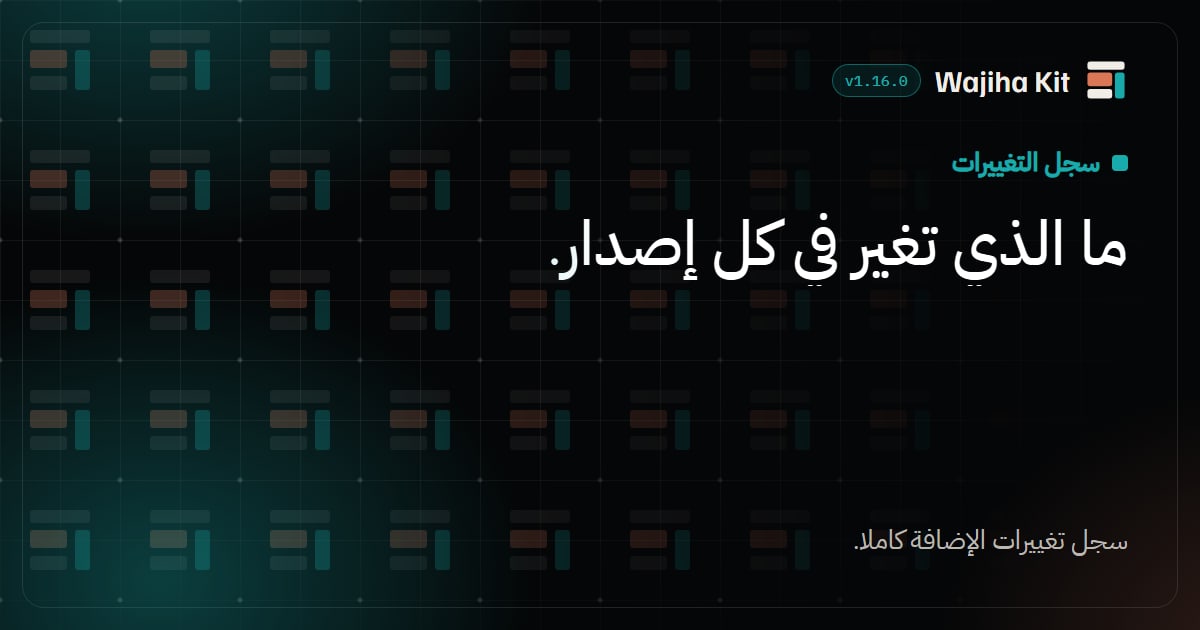 Wajiha Kit v1.16.0
سجل التغييرات
ما الذي تغير في كل إصدار.
سجل تغييرات الإضافة كاملا.